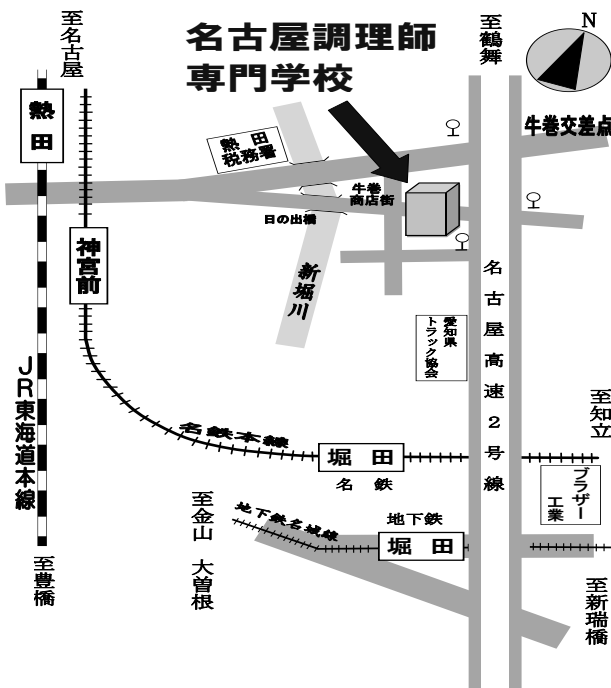 名古屋調理師
専門学校
至名古屋
至鶴舞
N
熱田
牛巻交差点
熱田
税務署
牛巻
商店街
日の出橋
神宮前
新堀川
名古屋高速2号線
愛知県
トラック協会
JR東海道本線
名鉄本線
堀田
名鉄
至知立
ブラザー
工業
地下鉄名城線
地下鉄
堀田
至金山 大曽根
至豊橋
至新瑞橋